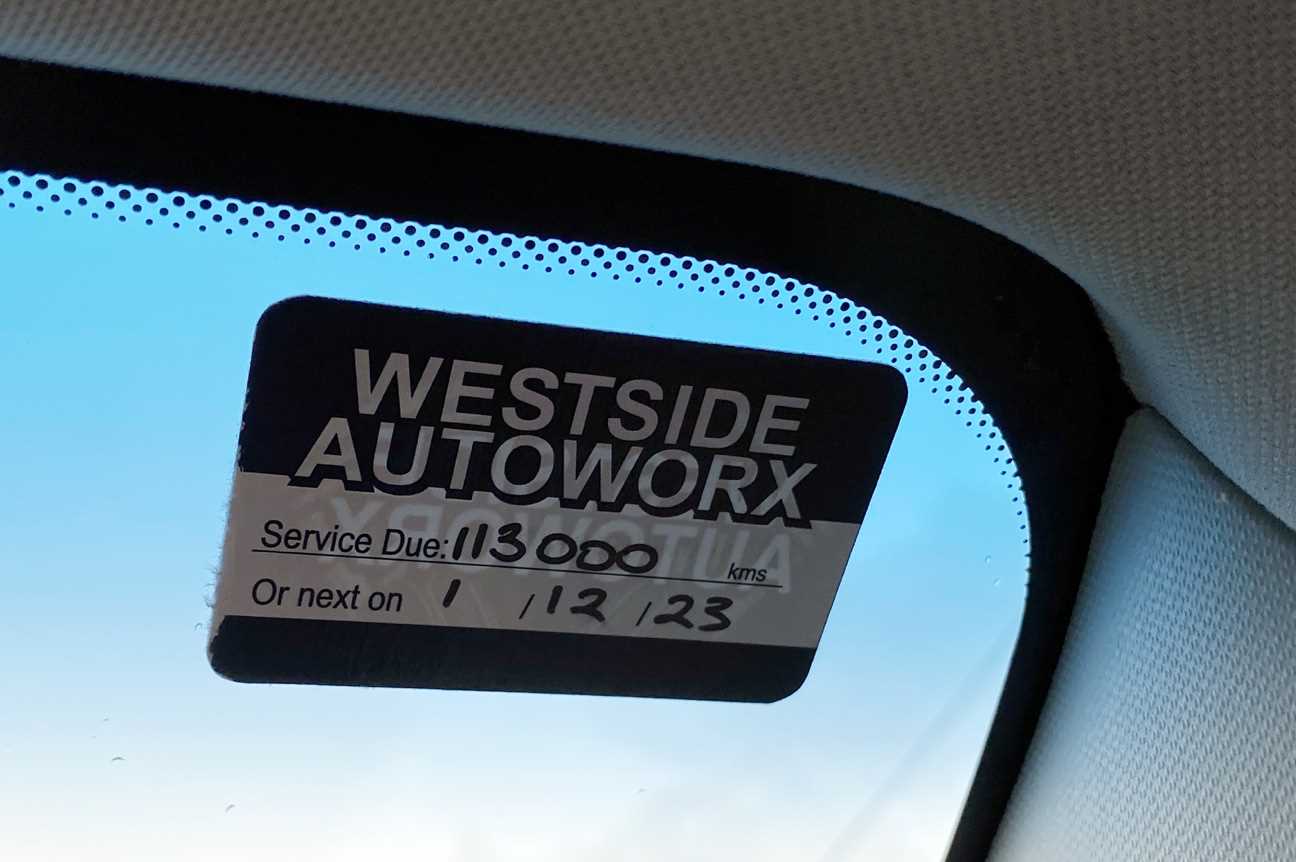 WESTSIDE
AUTOWORX
Service Due: 113000 kms
Or next on 1 /12 /23